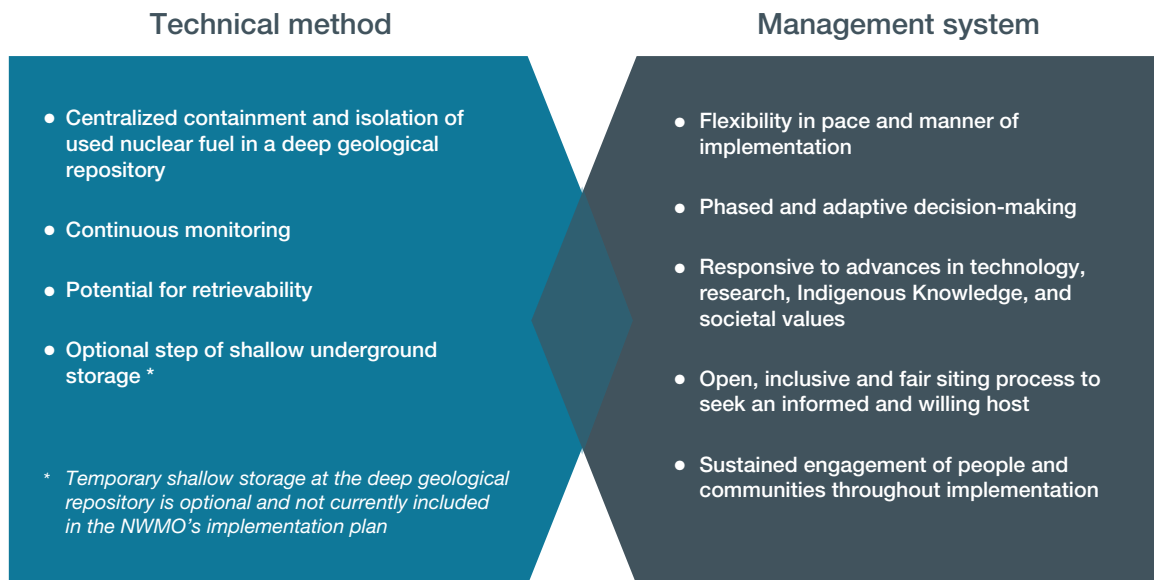 Technical method
● Centralized containment and isolation of
used nuclear fuel in a deep geological
repository
● Continuous monitoring
● Potential for retrievability
● Optional step of shallow underground
storage *
* Temporary shallow storage at the deep geological
repository is optional and not currently included
in the NWMO’s implementation plan
Management system
● Flexibility in pace and manner of
implementation
● Phased and adaptive decision-making
● Responsive to advances in technology,
research, Indigenous Knowledge, and
societal values
● Open, inclusive and fair siting process to
seek an informed and willing host
● Sustained engagement of people and
communities throughout implementation